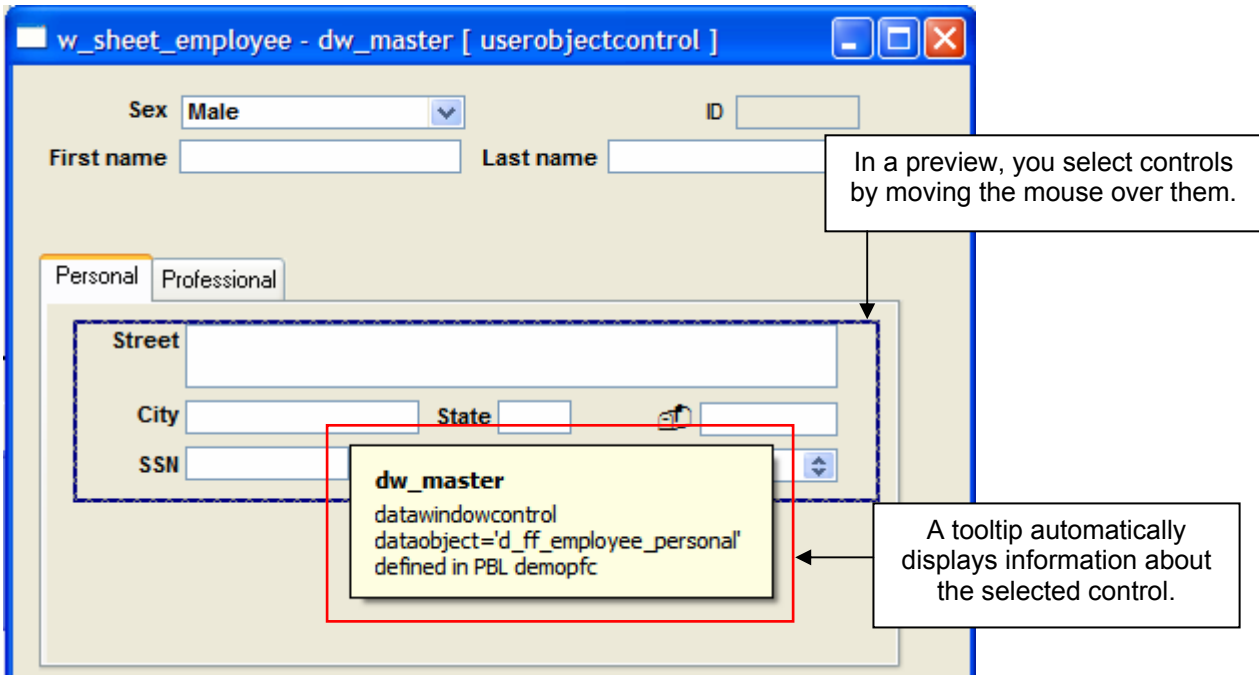 w_sheet_employee - dw_master [ userobjectcontrol ]
Sex Male ID
First name Last name
In a preview, you select controls
by moving the mouse over them.
Personal Professional
Street
City State
SSN
dw_master
datawindowcontrol
dataobject='d_ff_employee_personal'
defined in PBL demopfc
A tooltip automatically
displays information about
the selected control.